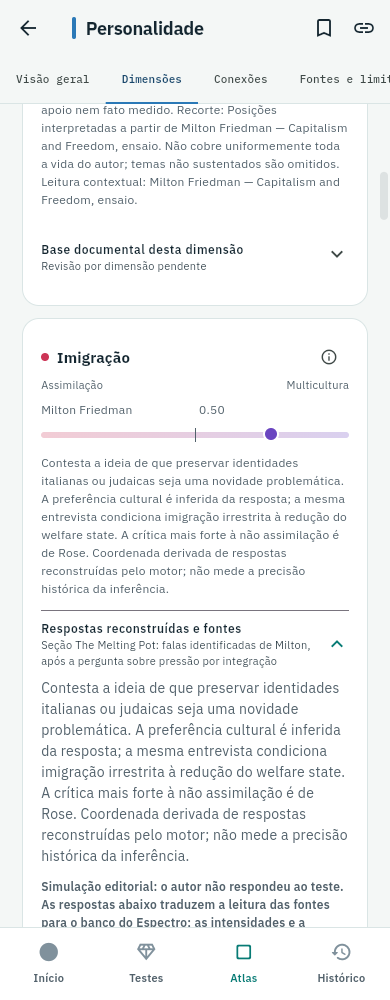 Personalidade
Visão geral
Dimensões
Conexões
Fontes e limit
apoio nem fato medido. Recorte: Posições
interpretadas a partir de Milton Friedman — Capitalism
and Freedom, ensaio. Não cobre uniformemente toda
a vida do autor; temas não sustentados são omitidos.
Leitura contextual: Milton Friedman — Capitalism and
Freedom, ensaio.
Base documental desta dimensão
Revisão por dimensão pendente
Imigração
Assimilação
Multicultura
Milton Friedman
0.50
Contesta a ideia de que preservar identidades
italianas ou judaicas seja uma novidade problemática.
A preferência cultural é inferida da resposta; a mesma
entrevista condiciona imigração irrestrita à redução do
welfare state. A crítica mais forte à não assimilação é
de Rose. Coordenada derivada de respostas
reconstruídas pelo motor; não mede a precisão
histórica da inferência.
Respostas reconstruídas e fontes
Seção The Melting Pot: falas identificadas de Milton,
após a pergunta sobre pressão por integração
Contesta a ideia de que preservar identidades
italianas ou judaicas seja uma novidade
problemática. A preferência cultural é inferida
da resposta; a mesma entrevista condiciona
imigração irrestrita à redução do welfare state.
A crítica mais forte à não assimilação é de
Rose. Coordenada derivada de respostas
reconstruídas pelo motor; não mede a precisão
histórica da inferência.
Simulação editorial: o autor não respondeu ao teste.
As respostas abaixo traduzem a leitura das fontes
para o banco do Espectro; as intensidades e a
Início
Testes
Atlas
Histórico